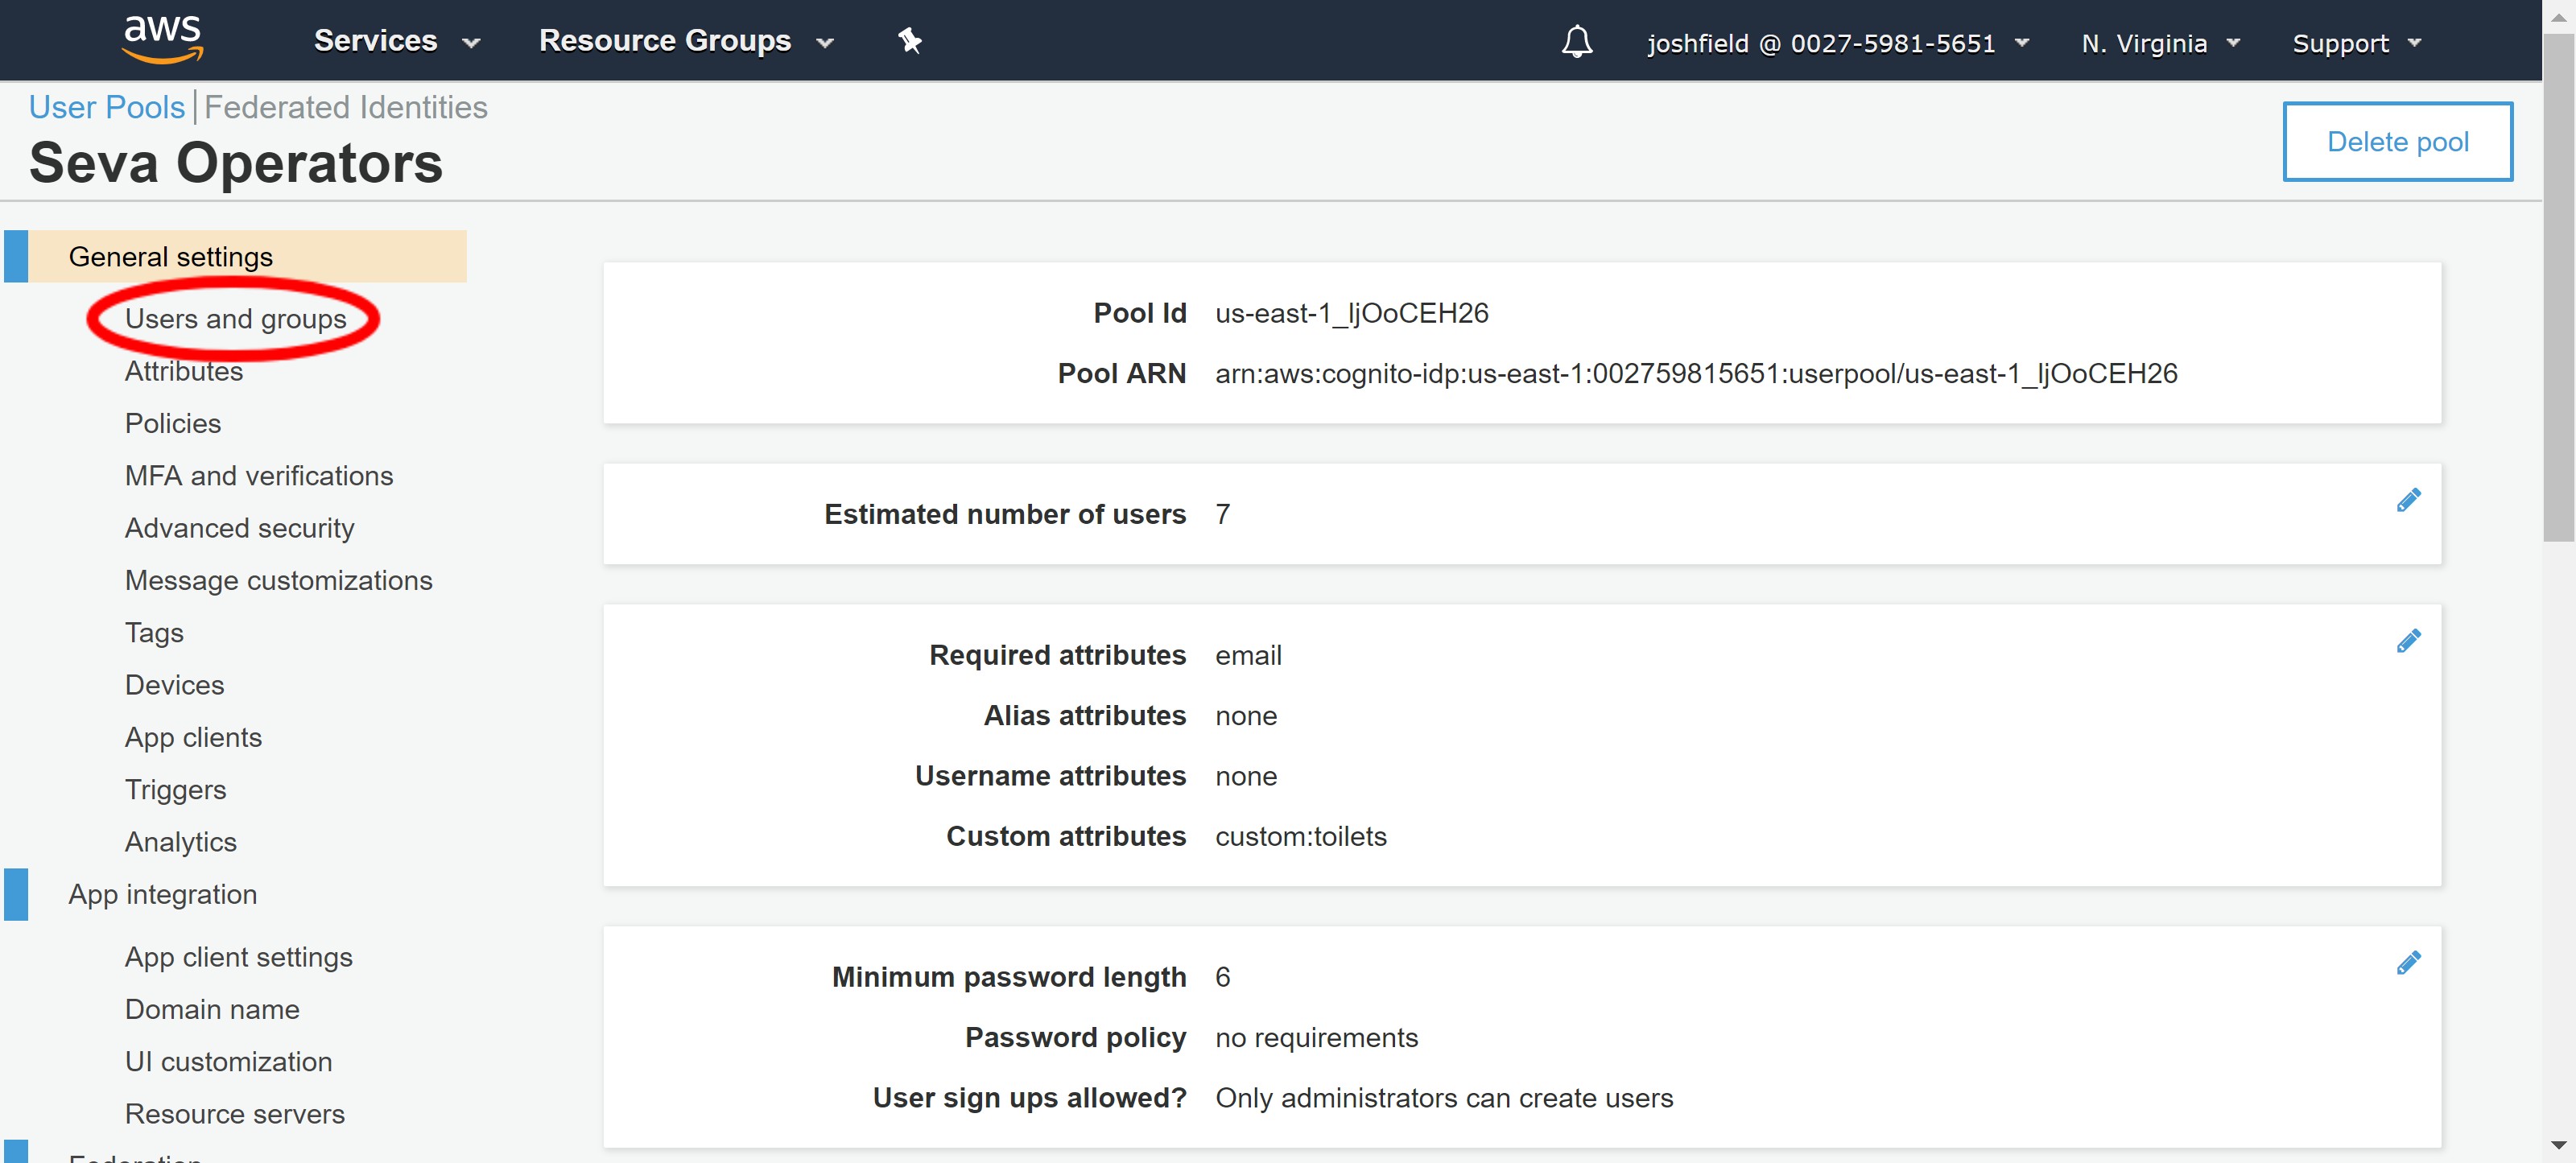 aws
Services
Resource Groups
joshfield @ 0027-5981-5651
N. Virginia
Support
User Pools
Federated Identities
Seva Operators
Delete pool
General settings
Users and groups
Attributes
Policies
MFA and verifications
Advanced security
Message customizations
Tags
Devices
App clients
Triggers
Analytics
App integration
App client settings
Domain name
UI customization
Resource servers
Federation
Pool Id us-east-1_ljOoCEH26
Pool ARN arn:aws:cognito-idp:us-east-1:002759815651:userpool/us-east-1_ljOoCEH26
Estimated number of users 7
Required attributes email
Alias attributes none
Username attributes none
Custom attributes custom:toilets
Minimum password length 6
Password policy no requirements
User sign ups allowed? Only administrators can create users